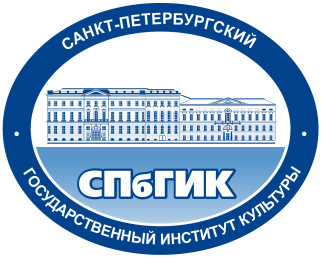 САНКТ-ПЕТЕРБУРГСКИЙ
СПбГИК
ГОСУДАРСТВЕННЫЙ ИНСТИТУТ КУЛЬТУРЫ